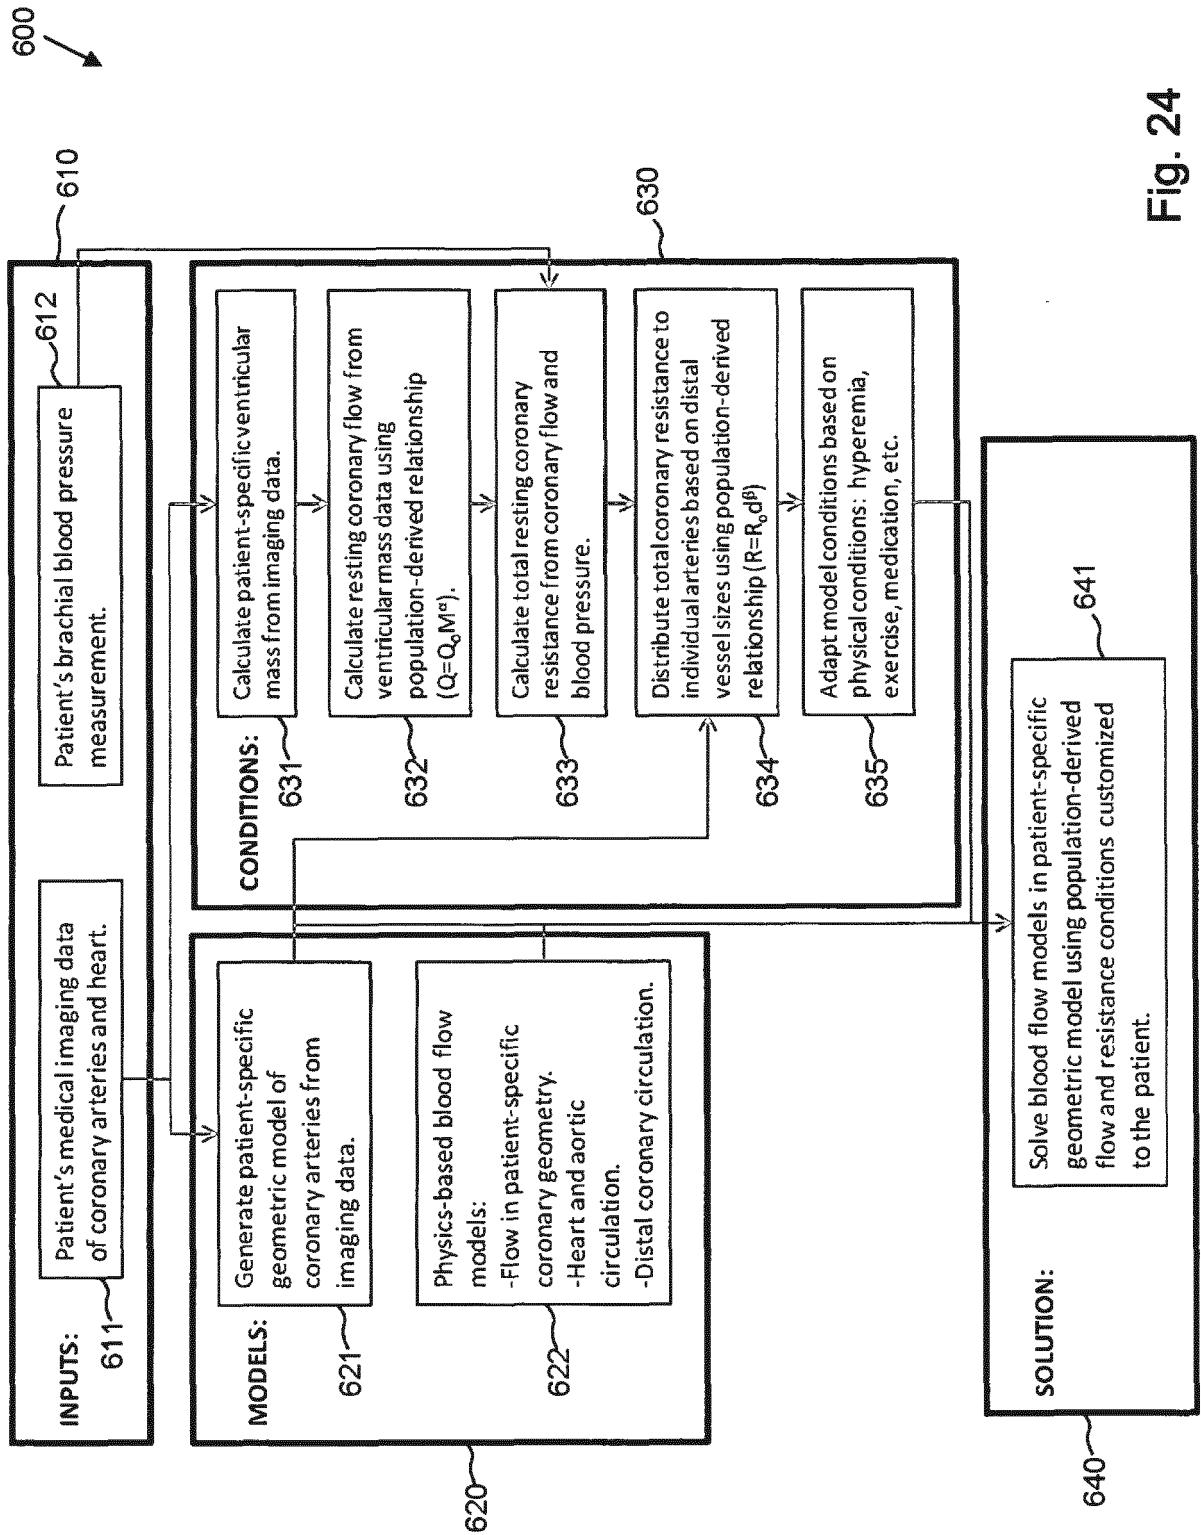 600
610
INPUTS:
611
Patient's medical imaging data
of coronary arteries and heart.
612
Patient's brachial blood pressure
measurement.
620
MODELS:
621
Generate patient-specific
geometric model of
coronary arteries from
imaging data.
622
Physics-based blood flow
models:
-Flow in patient-specific
coronary geometry.
-Heart and aortic
circulation.
-Distal coronary circulation.
630
CONDITIONS:
631
Calculate patient-specific ventricular
mass from imaging data.
632
Calculate resting coronary flow from
ventricular mass data using
population-derived relationship
(Q=Q₀Mᵅ).
633
Calculate total resting coronary
resistance from coronary flow and
blood pressure.
634
Distribute total coronary resistance to
individual arteries based on distal
vessel sizes using population-derived
relationship (R=R₀dᵝ)
635
Adapt model conditions based on
physical conditions: hyperemia,
exercise, medication, etc.
640
SOLUTION:
641
Solve blood flow models in patient-specific
geometric model using population-derived
flow and resistance conditions customized
to the patient.
Fig. 24